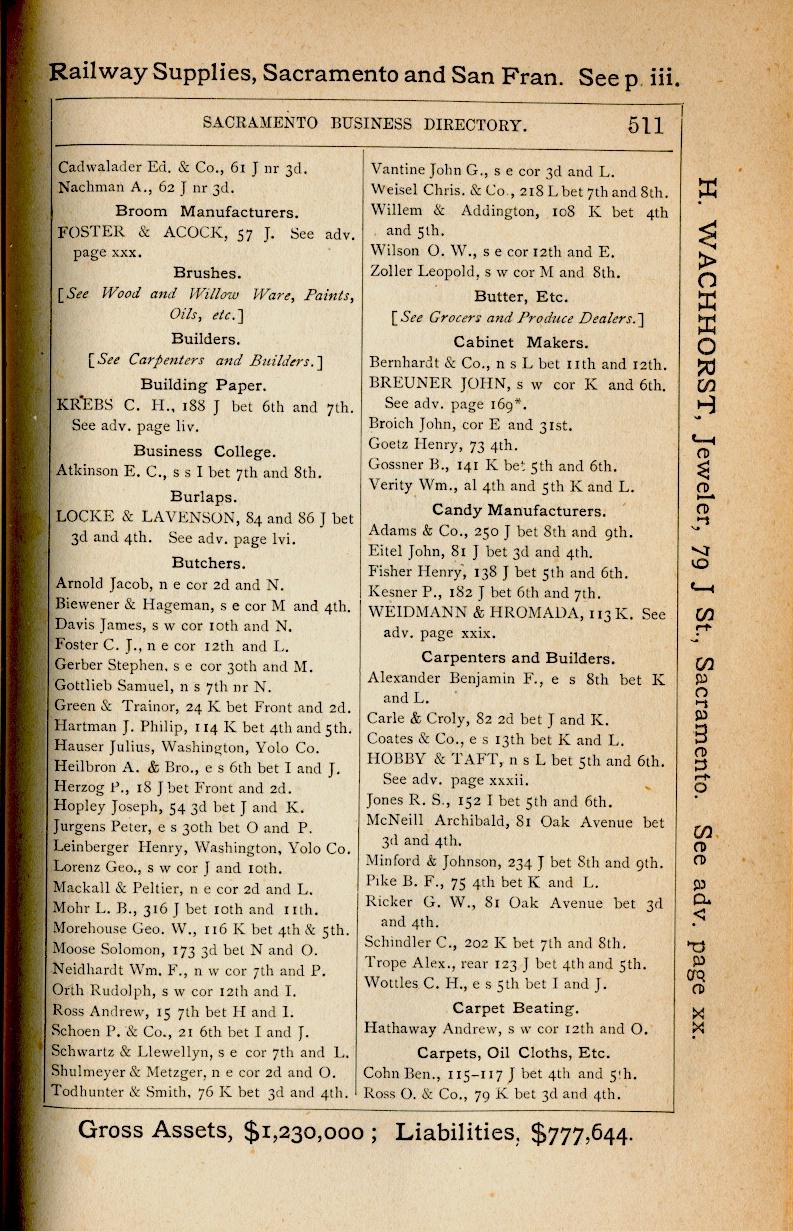 Railway Supplies, Sacramento and San Fran. See p. iii.
SACRAMENTO BUSINESS DIRECTORY. 511
Cadwalader Ed. & Co., 61 J nr 3d.
Nachman A., 62 J nr 3d.
Broom Manufacturers.
FOSTER & ACOCK, 57 J. See adv.
page xxx.
Brushes.
[See Wood and Willow Ware, Paints,
Oils, etc.]
Builders.
[See Carpenters and Builders.]
Building Paper.
KREBS C. H., 188 J bet 6th and 7th.
See adv. page liv.
Business College.
Atkinson E. C., s s I bet 7th and 8th.
Burlaps.
LOCKE & LAVENSON, 84 and 86 J bet
3d and 4th. See adv. page lvi.
Butchers.
Arnold Jacob, n e cor 2d and N.
Biewener & Hageman, s e cor M and 4th.
Davis James, s w cor 10th and N.
Foster C. J., n e cor 12th and L.
Gerber Stephen, s e cor 30th and M.
Gottlieb Samuel, n s 7th nr N.
Green & Trainor, 24 K bet Front and 2d.
Hartman J. Philip, 114 K bet 4th and 5th.
Hauser Julius, Washington, Yolo Co.
Heilbron A. & Bro., e s 6th bet I and J.
Herzog P., 18 J bet Front and 2d.
Hopley Joseph, 54 3d bet J and K.
Jurgens Peter, e s 30th bet O and P.
Leinberger Henry, Washington, Yolo Co.
Lorenz Geo., s w cor J and 10th.
Mackall & Peltier, n e cor 2d and L.
Mohr L. B., 316 J bet 10th and 11th.
Morehouse Geo. W., 116 K bet 4th & 5th.
Moose Solomon, 173 3d bet N and O.
Neidhardt Wm. F., n w cor 7th and P.
Orth Rudolph, s w cor 12th and I.
Ross Andrew, 15 7th bet H and I.
Schoen P. & Co., 21 6th bet I and J.
Schwartz & Llewellyn, s e cor 7th and L.
Shulmeyer & Metzger, n e cor 2d and O.
Todhunter & Smith, 76 K bet 3d and 4th.
Vantine John G., s e cor 3d and L.
Weisel Chris. & Co., 218 L bet 7th and 8th.
Willem & Addington, 108 K bet 4th
and 5th.
Wilson O. W., s e cor 12th and E.
Zoller Leopold, s w cor M and 8th.
Butter, Etc.
[See Grocers and Produce Dealers.]
Cabinet Makers.
Bernhardt & Co., n s L bet 11th and 12th.
BREUNER JOHN, s w cor K and 6th.
See adv. page 169*.
Broich John, cor E and 31st.
Goetz Henry, 73 4th.
Gossner B., 141 K bet 5th and 6th.
Verity Wm., al 4th and 5th K and L.
Candy Manufacturers.
Adams & Co., 250 J bet 8th and 9th.
Eitel John, 81 J bet 3d and 4th.
Fisher Henry, 138 J bet 5th and 6th.
Kesner P., 182 J bet 6th and 7th.
WEIDMANN & HROMADA, 113 K. See
adv. page xxix.
Carpenters and Builders.
Alexander Benjamin F., e s 8th bet K
and L.
Carle & Croly, 82 2d bet J and K.
Coates & Co., e s 13th bet K and L.
HOBBY & TAFT, n s L bet 5th and 6th.
See adv. page xxxii.
Jones R. S., 152 I bet 5th and 6th.
McNeill Archibald, 81 Oak Avenue bet
3d and 4th.
Minford & Johnson, 234 J bet 8th and 9th.
Pike B. F., 75 4th bet K and L.
Ricker G. W., 81 Oak Avenue bet 3d
and 4th.
Schindler C., 202 K bet 7th and 8th.
Trope Alex., rear 123 J bet 4th and 5th.
Wottles C. H., e s 5th bet I and J.
Carpet Beating.
Hathaway Andrew, s w cor 12th and O.
Carpets, Oil Cloths, Etc.
Cohn Ben., 115-117 J bet 4th and 5th.
Ross O. & Co., 79 K bet 3d and 4th.
H. WACHHORST, Jeweler, 79 J St., Sacramento. See adv. page xx.
Gross Assets, $1,230,000; Liabilities, $777,644.